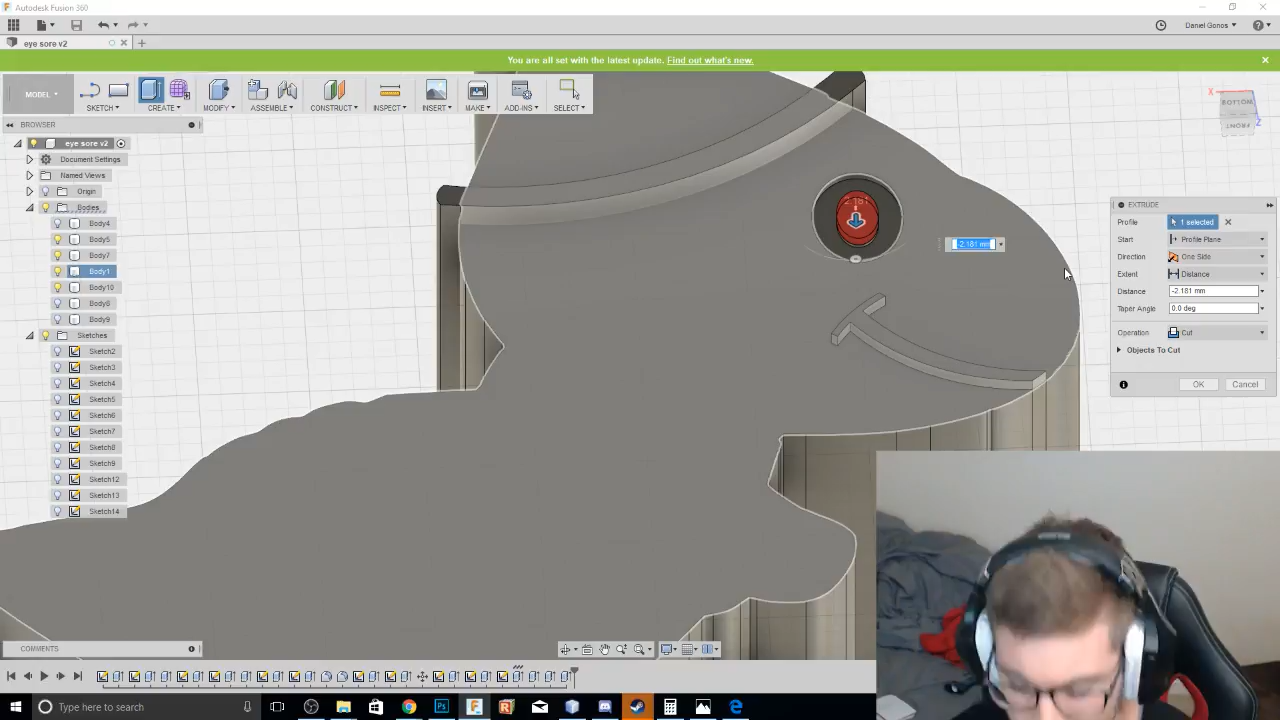 Autodesk Fusion 360
Daniel Gonos
eye sore v2
You are all set with the latest update. Find out what's new.
MODEL
SKETCH
CREATE
MODIFY
ASSEMBLE
CONSTRUCT
INSPECT
INSERT
MAKE
ADD-INS
SELECT
BROWSER
eye sore v2
Document Settings
Named Views
Origin
Bodies
Body4
Body5
Body7
Body1
Body10
Body8
Body9
Sketches
Sketch2
Sketch3
Sketch4
Sketch5
Sketch6
Sketch7
Sketch8
Sketch9
Sketch12
Sketch13
Sketch14
X
BOTTOM
FRONT
Z
2.181
-2.181 mm
EXTRUDE
Profile 1 selected
Start Profile Plane
Direction One Side
Extent Distance
Distance -2.181 mm
Taper Angle 0.0 deg
Operation Cut
Objects To Cut
OK Cancel
COMMENTS
Type here to search